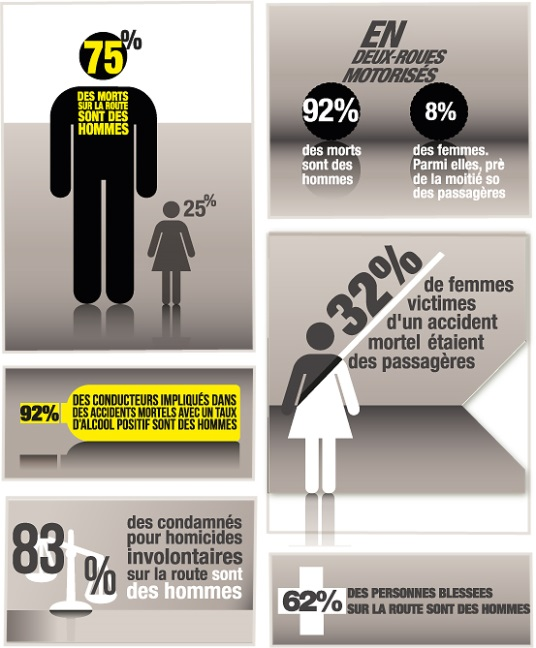 75%
DES MORTS
SUR LA ROUTE
SONT DES
HOMMES
25%
EN
DEUX-ROUES
MOTORISÉS
92%
des morts
sont des
hommes
8%
des femmes.
Parmi elles, prè
de la moitié so
des passagères
32%
de femmes
victimes
d'un accident
mortel étaient
des passagères
92%
DES CONDUCTEURS IMPLIQUÉS DANS
DES ACCIDENTS MORTELS AVEC UN TAUX
D'ALCOOL POSITIF SONT DES HOMMES
83%
des condamnés
pour homicides
involontaires
sur la route sont
des hommes
62%
DES PERSONNES BLESSEES
SUR LA ROUTE SONT DES HOMMES